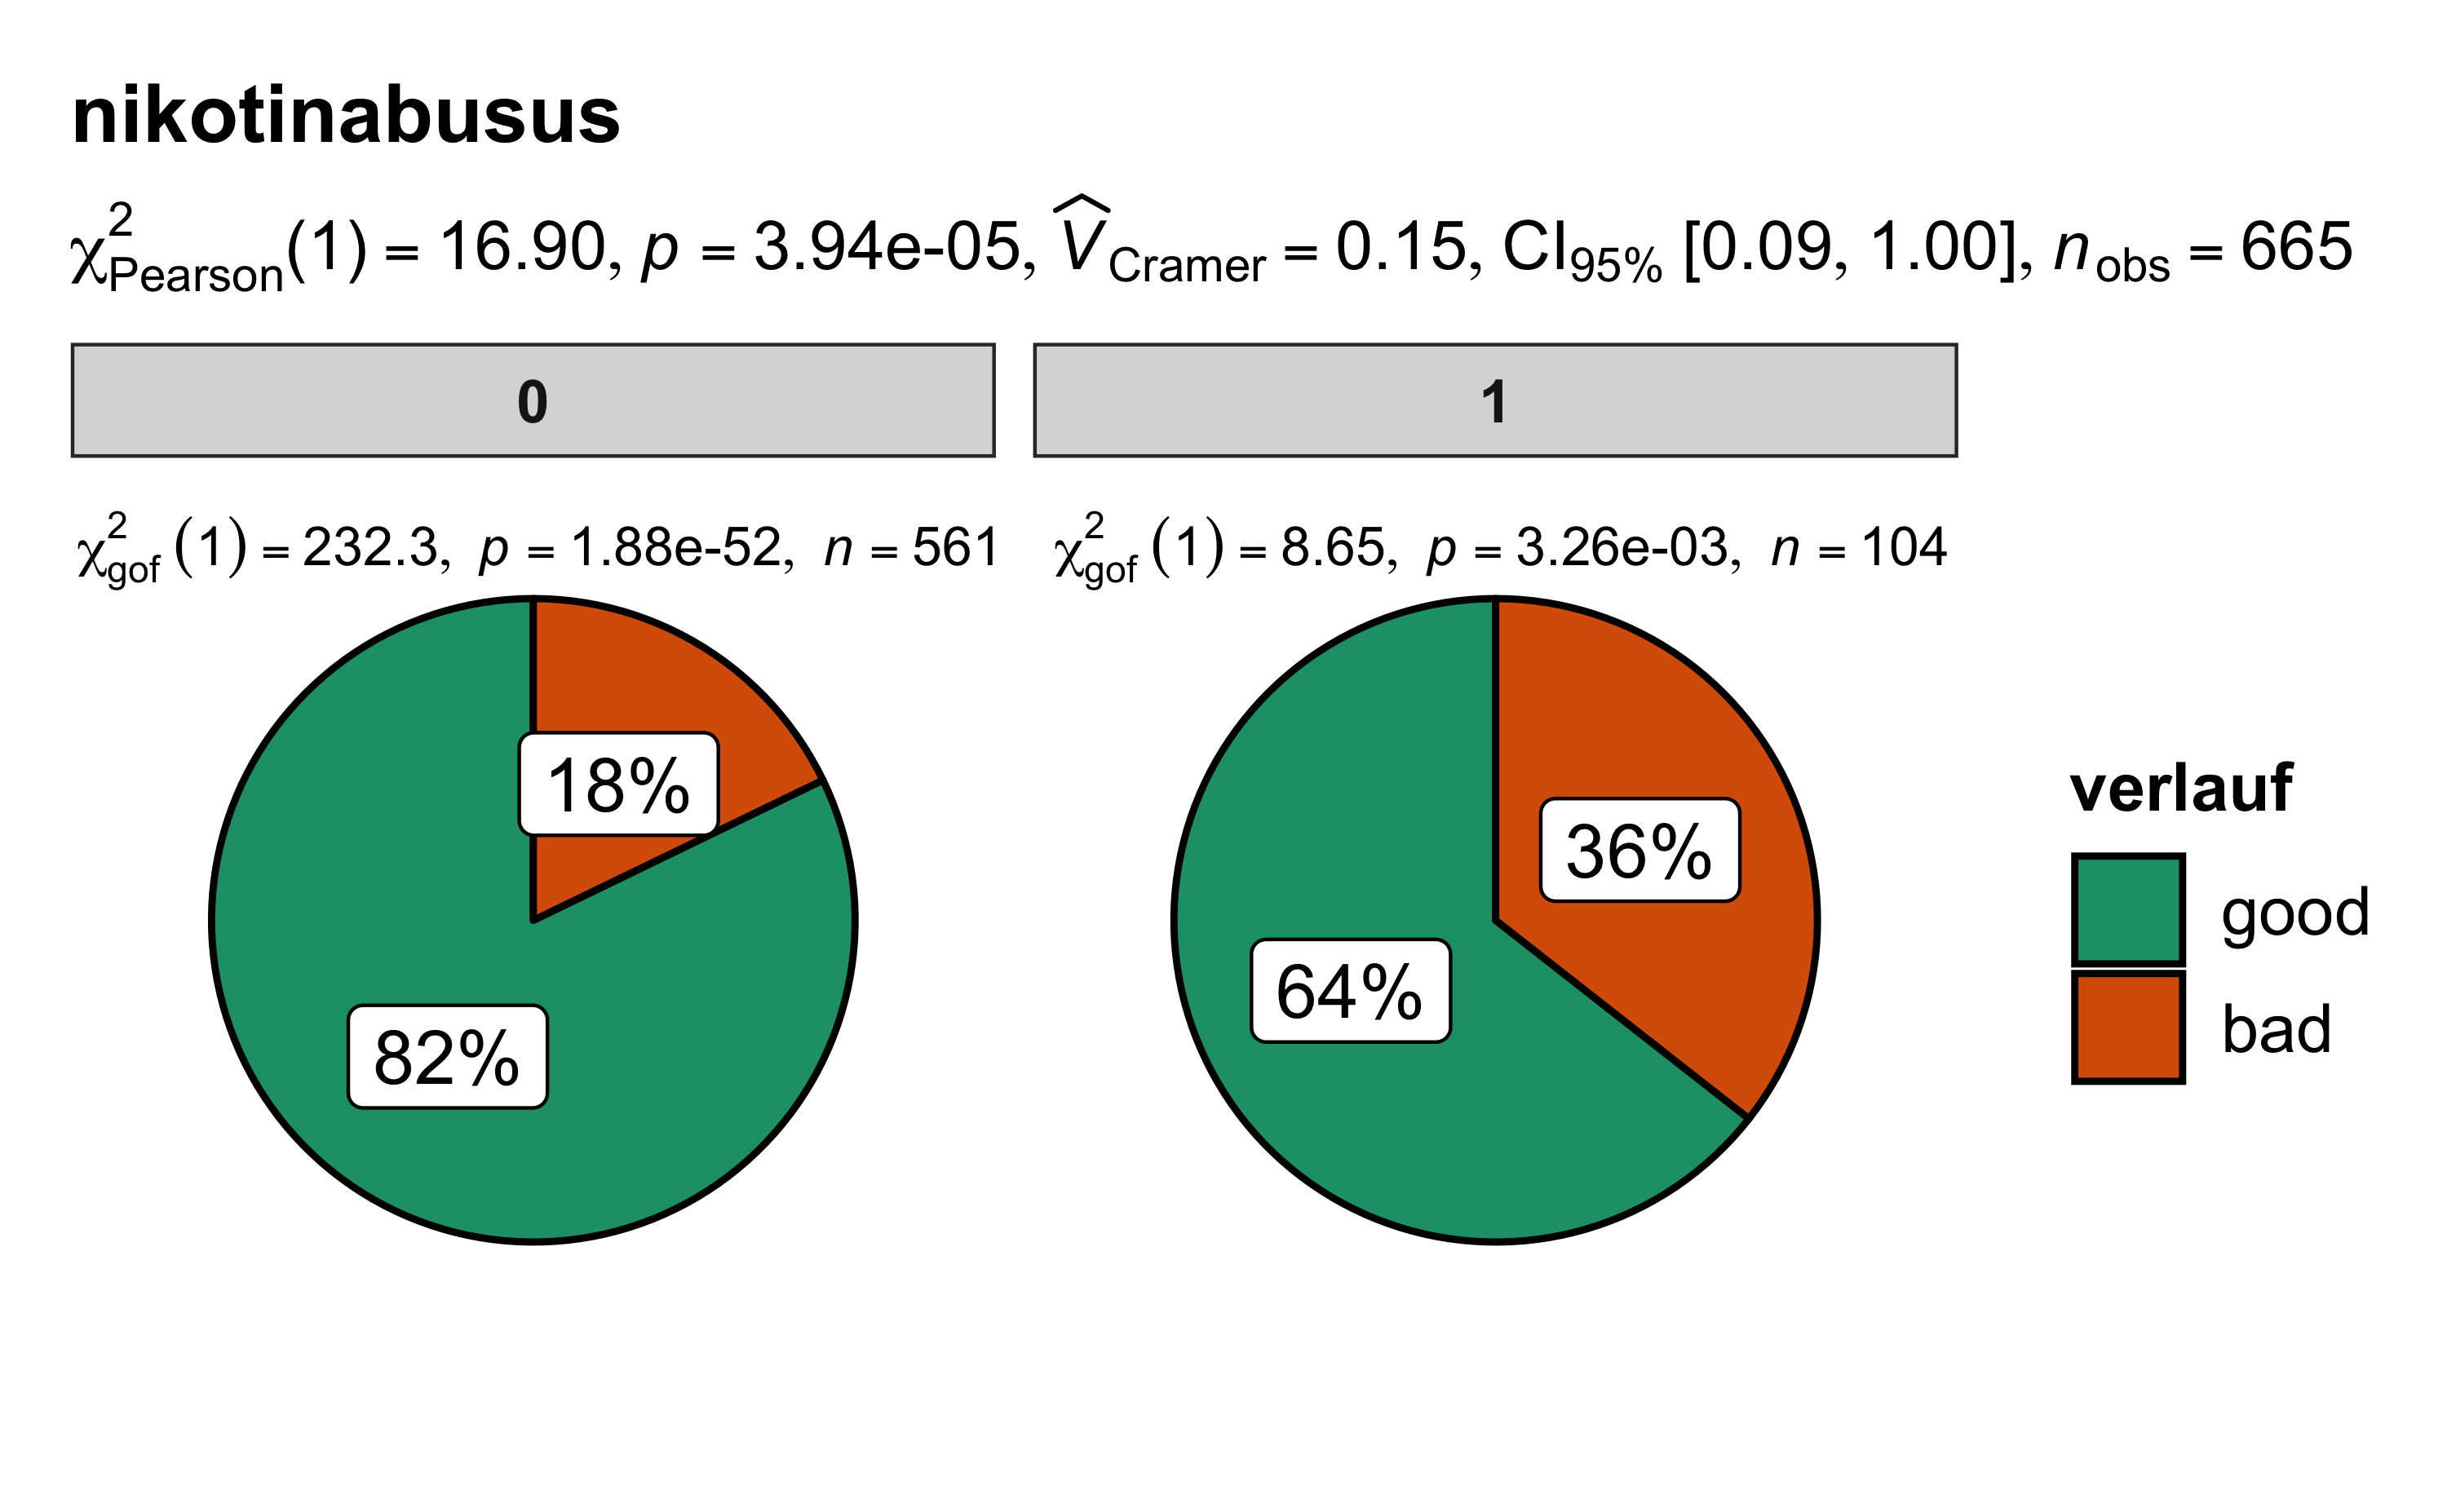 nikotinabusus
χ²Pearson(1) = 16.90, p = 3.94e-05, V̂Cramer = 0.15, CI95% [0.09, 1.00], nobs = 665
0
1
χ²gof (1) = 232.3, p = 1.88e-52, n = 561
χ²gof (1) = 8.65, p = 3.26e-03, n = 104
18%
82%
36%
64%
verlauf
good
bad